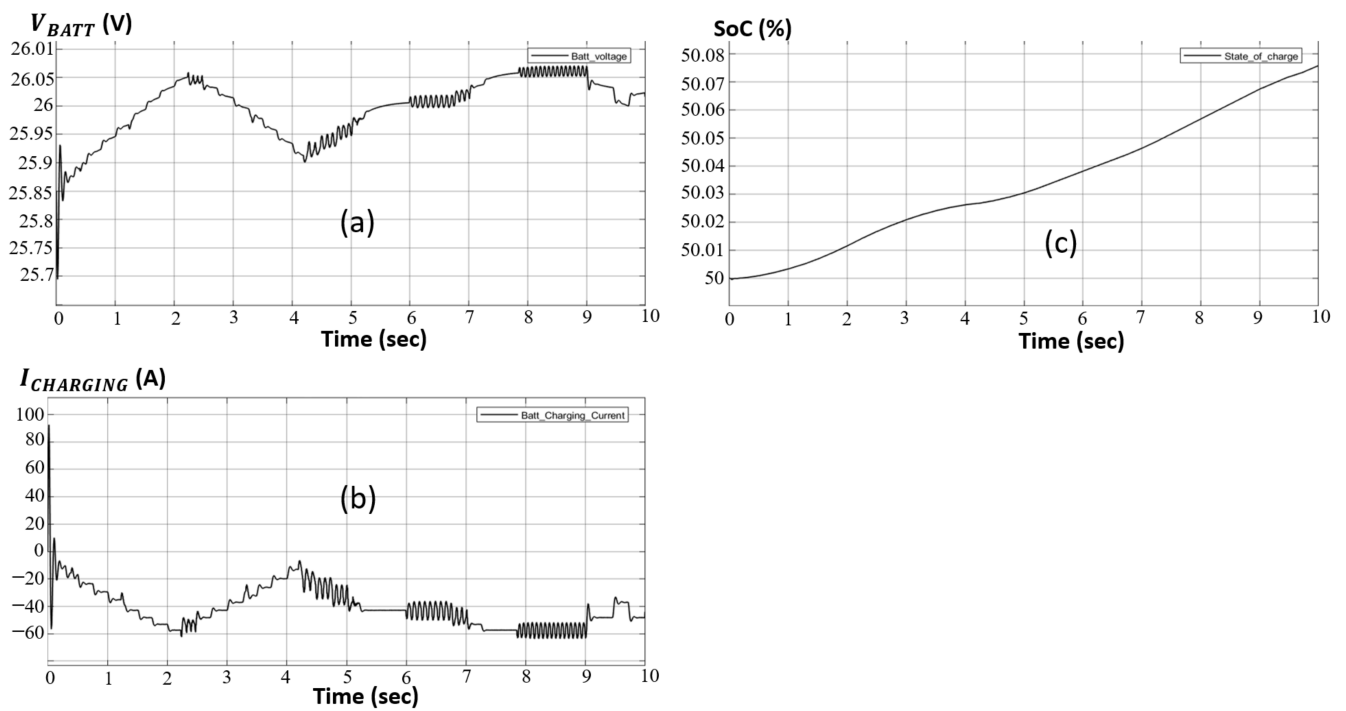 V_BATT (V)
26.01
26.05
26
25.95
25.9
25.85
25.8
25.75
25.7
Batt_voltage
(a)
0 1 2 3 4 5 6 7 8 9 10
Time (sec)
SoC (%)
50.08
50.07
50.06
50.05
50.04
50.03
50.02
50.01
50
State_of_charge
(c)
0 1 2 3 4 5 6 7 8 9 10
Time (sec)
I_CHARGING (A)
100
80
60
40
20
0
−20
−40
−60
Batt_Charging_Current
(b)
0 1 2 3 4 5 6 7 8 9 10
Time (sec)